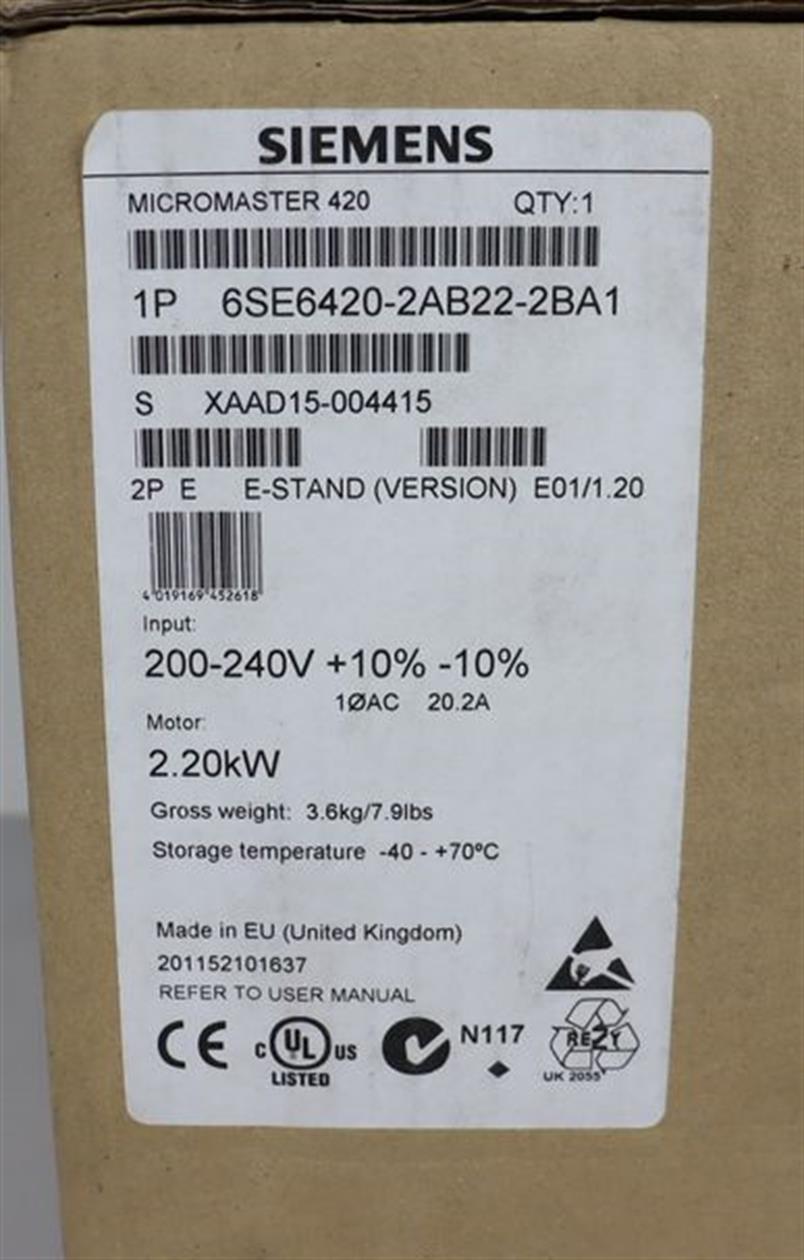 SIEMENS
MICROMASTER 420 QTY:1
1P 6SE6420-2AB22-2BA1
S XAAD15-004415
2P E E-STAND (VERSION) E01/1.20
4 019169 452618
Input:
200-240V +10% -10%
1ØAC 20.2A
Motor:
2.20kW
Gross weight: 3.6kg/7.9lbs
Storage temperature -40 - +70ºC
Made in EU (United Kingdom)
201152101637
REFER TO USER MANUAL
CE C UL US LISTED N117 RE2Y
UK 2055